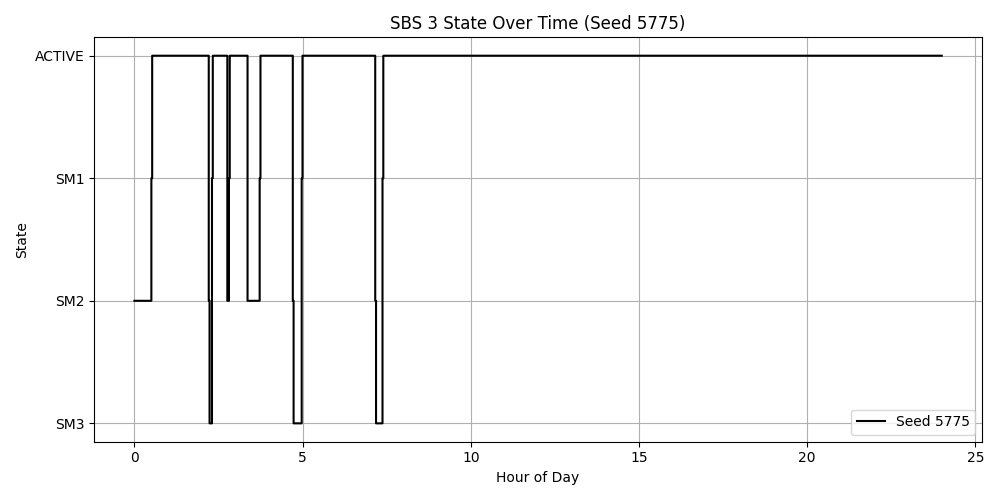 SBS 3 State Over Time (Seed 5775)
ACTIVE
SM1
SM2
SM3
State
0 5 10 15 20 25
Hour of Day
Seed 5775